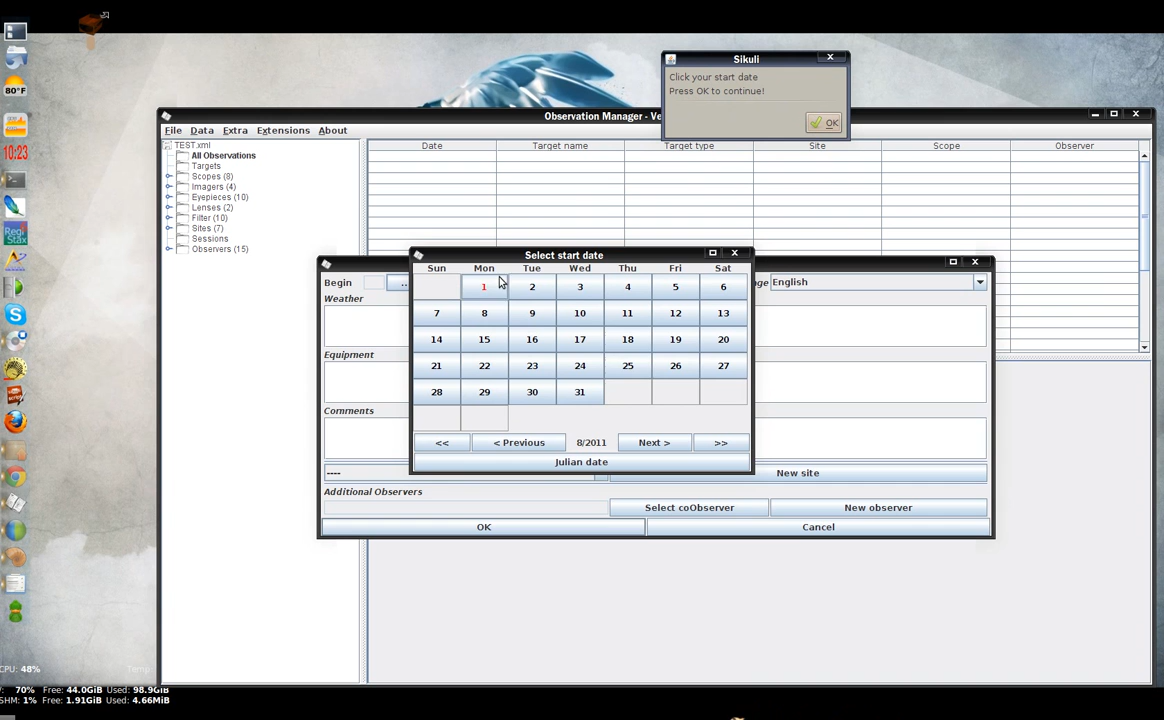 80°F
10:23
Regi
Stax
Sikuli
Click your start date
Press OK to continue!
OK
Observation Manager - Ve
File Data Extra Extensions About
TEST.xml
All Observations
Targets
Scopes (8)
Imagers (4)
Eyepieces (10)
Lenses (2)
Filter (10)
Sites (7)
Sessions
Observers (15)
Date Target name Target type Site Scope Observer
Begin .. English
Weather
Equipment
Comments
---- New site
Additional Observers
Select coObserver New observer
OK Cancel
Select start date
Sun Mon Tue Wed Thu Fri Sat
1 2 3 4 5 6
7 8 9 10 11 12 13
14 15 16 17 18 19 20
21 22 23 24 25 26 27
28 29 30 31
<< < Previous 8/2011 Next > >>
Julian date
CPU: 48% Temp
70% Free: 44.0GiB Used: 98.9GiB
SHM: 1% Free: 1.91GiB Used: 4.66MiB